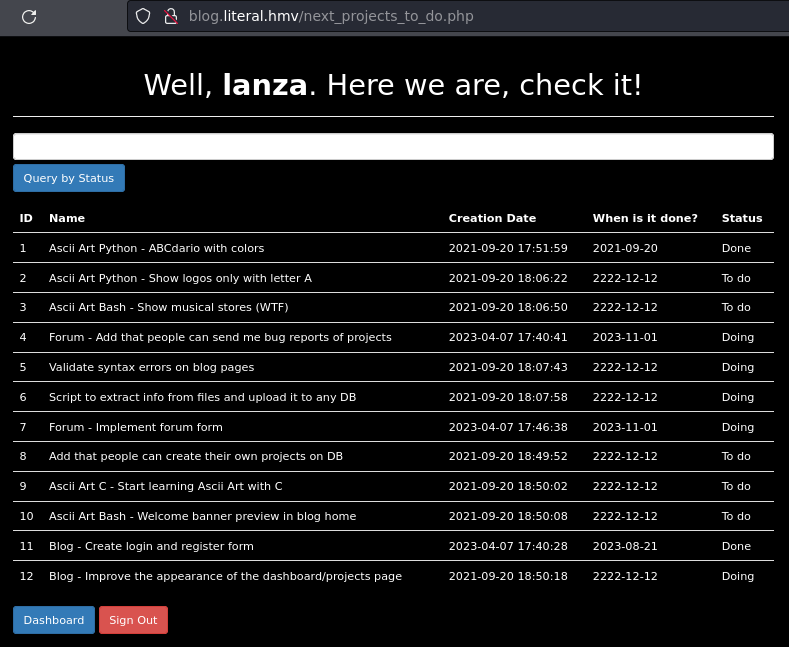 blog.literal.hmv/next_projects_to_do.php
Well, lanza. Here we are, check it!
Query by Status
ID Name Creation Date When is it done? Status
1 Ascii Art Python - ABCdario with colors 2021-09-20 17:51:59 2021-09-20 Done
2 Ascii Art Python - Show logos only with letter A 2021-09-20 18:06:22 2222-12-12 To do
3 Ascii Art Bash - Show musical stores (WTF) 2021-09-20 18:06:50 2222-12-12 To do
4 Forum - Add that people can send me bug reports of projects 2023-04-07 17:40:41 2023-11-01 Doing
5 Validate syntax errors on blog pages 2021-09-20 18:07:43 2222-12-12 Doing
6 Script to extract info from files and upload it to any DB 2021-09-20 18:07:58 2222-12-12 Doing
7 Forum - Implement forum form 2023-04-07 17:46:38 2023-11-01 Doing
8 Add that people can create their own projects on DB 2021-09-20 18:49:52 2222-12-12 To do
9 Ascii Art C - Start learning Ascii Art with C 2021-09-20 18:50:02 2222-12-12 To do
10 Ascii Art Bash - Welcome banner preview in blog home 2021-09-20 18:50:08 2222-12-12 To do
11 Blog - Create login and register form 2023-04-07 17:40:28 2023-08-21 Done
12 Blog - Improve the appearance of the dashboard/projects page 2021-09-20 18:50:18 2222-12-12 Doing
Dashboard Sign Out